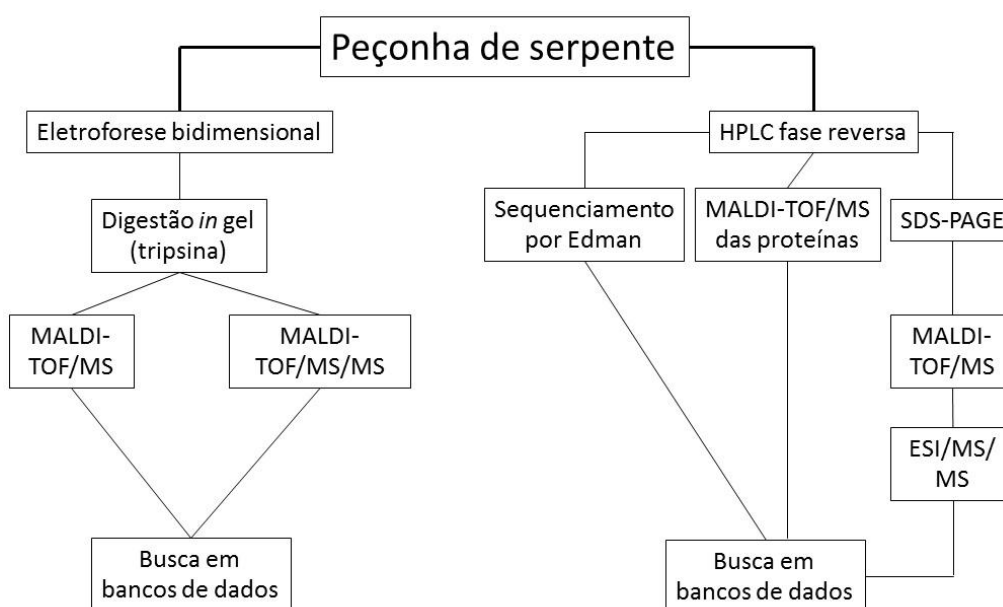 Peçonha de serpente
Eletroforese bidimensional
HPLC fase reversa
Digestão in gel
(tripsina)
Sequenciamento
por Edman
MALDI-TOF/MS
das proteínas
SDS-PAGE
MALDI-
TOF/MS
MALDI-
TOF/MS/MS
MALDI-
TOF/MS
ESI/MS/
MS
Busca em
bancos de dados
Busca em
bancos de dados